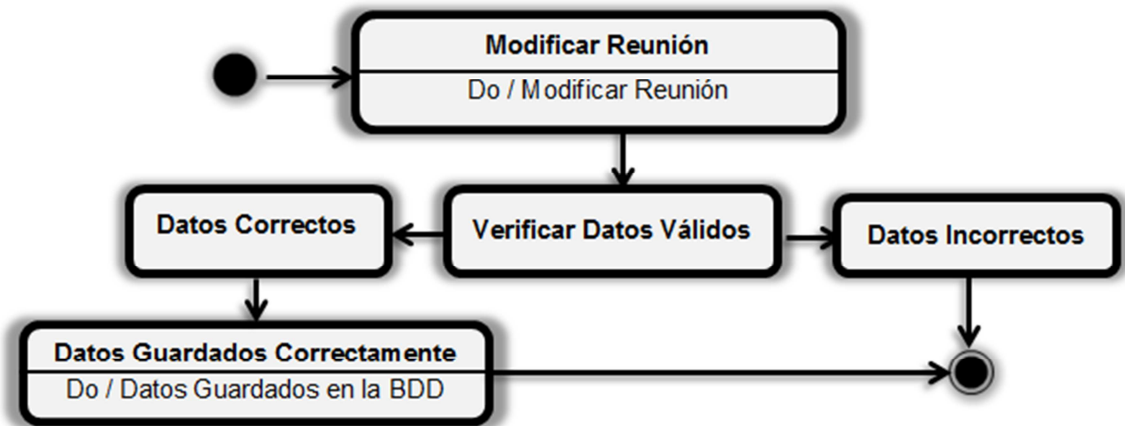 Modificar Reunión
Do / Modificar Reunión
Datos Correctos
Verificar Datos Válidos
Datos Incorrectos
Datos Guardados Correctamente
Do / Datos Guardados en la BDD